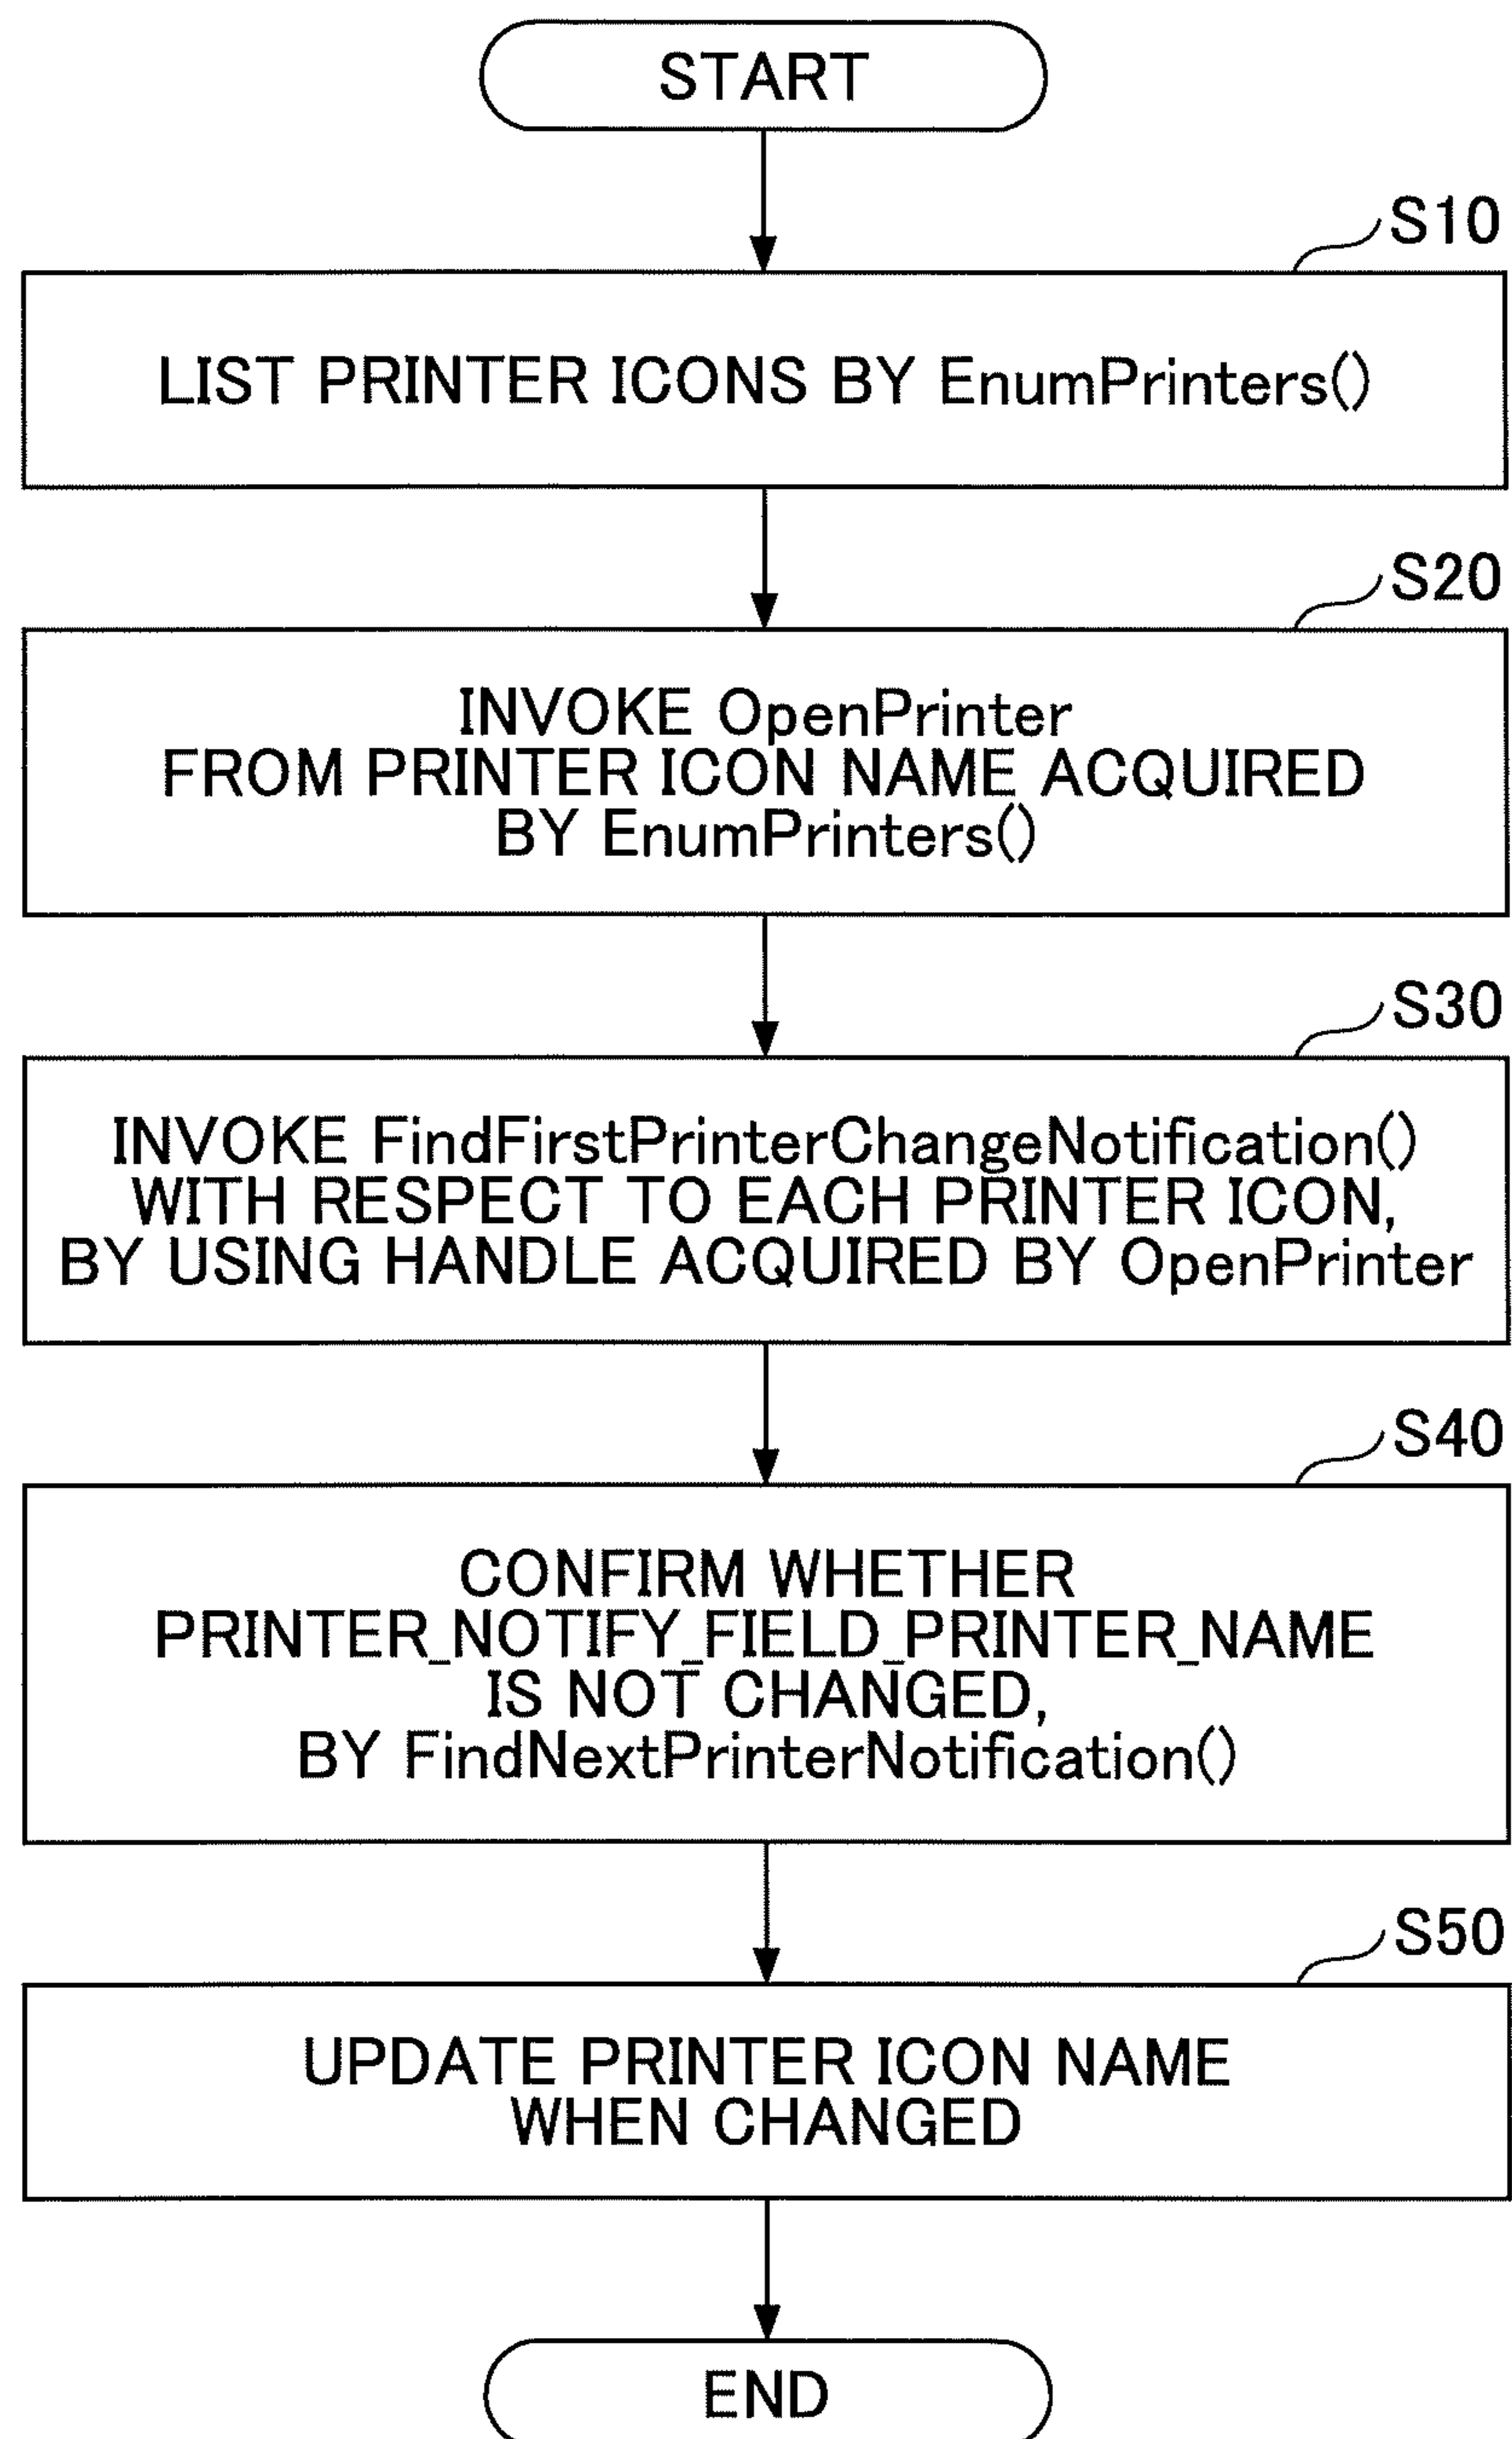 START
S10
LIST PRINTER ICONS BY EnumPrinters()
S20
INVOKE OpenPrinter
FROM PRINTER ICON NAME ACQUIRED
BY EnumPrinters()
S30
INVOKE FindFirstPrinterChangeNotification()
WITH RESPECT TO EACH PRINTER ICON,
BY USING HANDLE ACQUIRED BY OpenPrinter
S40
CONFIRM WHETHER
PRINTER_NOTIFY_FIELD_PRINTER_NAME
IS NOT CHANGED,
BY FindNextPrinterNotification()
S50
UPDATE PRINTER ICON NAME
WHEN CHANGED
END